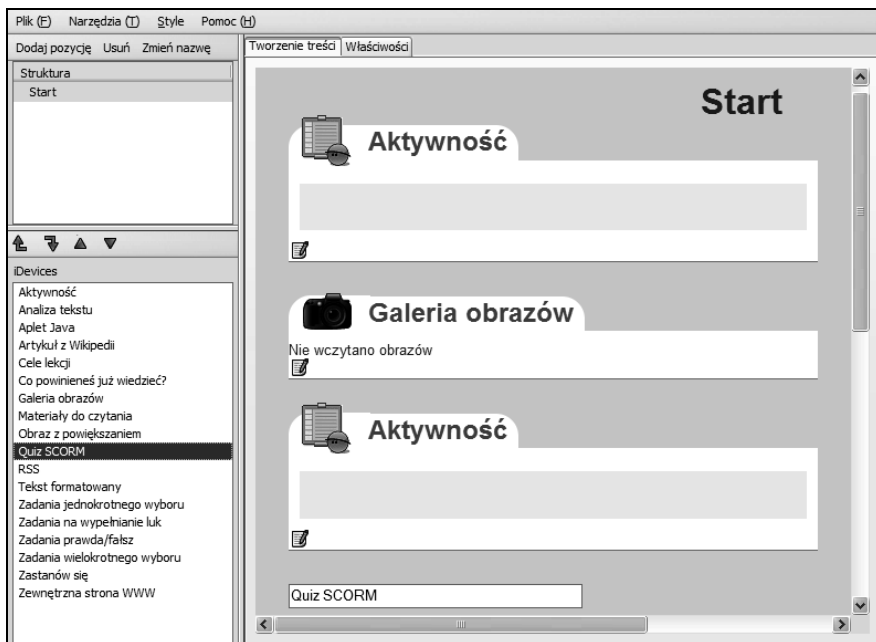 Plik (F) Narzędzia (T) Style Pomoc (H)
Dodaj pozycję Usuń Zmień nazwę
Struktura
Start
iDevices
Aktywność
Analiza tekstu
Aplet Java
Artykuł z Wikipedii
Cele lekcji
Co powinieneś już wiedzieć?
Galeria obrazów
Materiały do czytania
Obraz z powiększaniem
Quiz SCORM
RSS
Tekst formatowany
Zadania jednokrotnego wyboru
Zadania na wypełnianie luk
Zadania prawda/fałsz
Zadania wielokrotnego wyboru
Zastanów się
Zewnętrzna strona WWW
Tworzenie treści Właściwości
Start
Aktywność
Galeria obrazów
Nie wczytano obrazów
Aktywność
Quiz SCORM